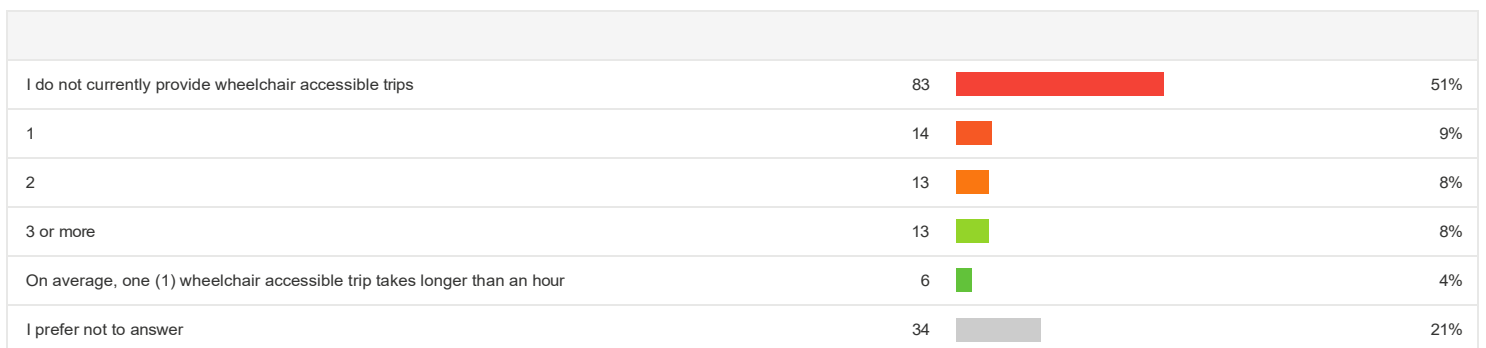 I do not currently provide wheelchair accessible trips 83 51%
1 14 9%
2 13 8%
3 or more 13 8%
On average, one (1) wheelchair accessible trip takes longer than an hour 6 4%
I prefer not to answer 34 21%